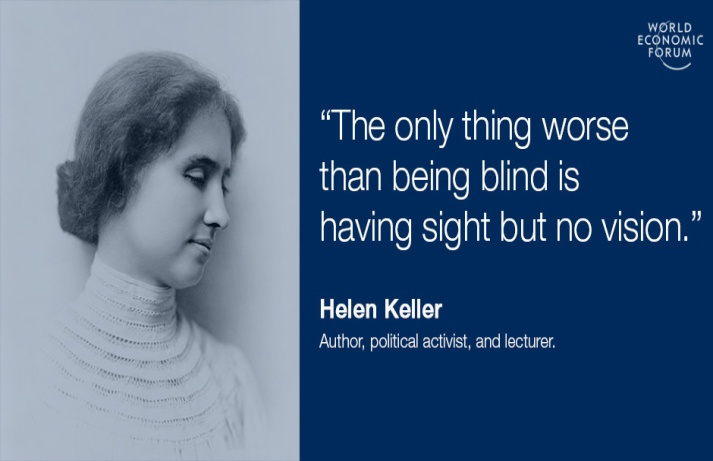 WORLD
ECONOMIC
FORUM
“The only thing worse
than being blind is
having sight but no vision.”
Helen Keller
Author, political activist, and lecturer.